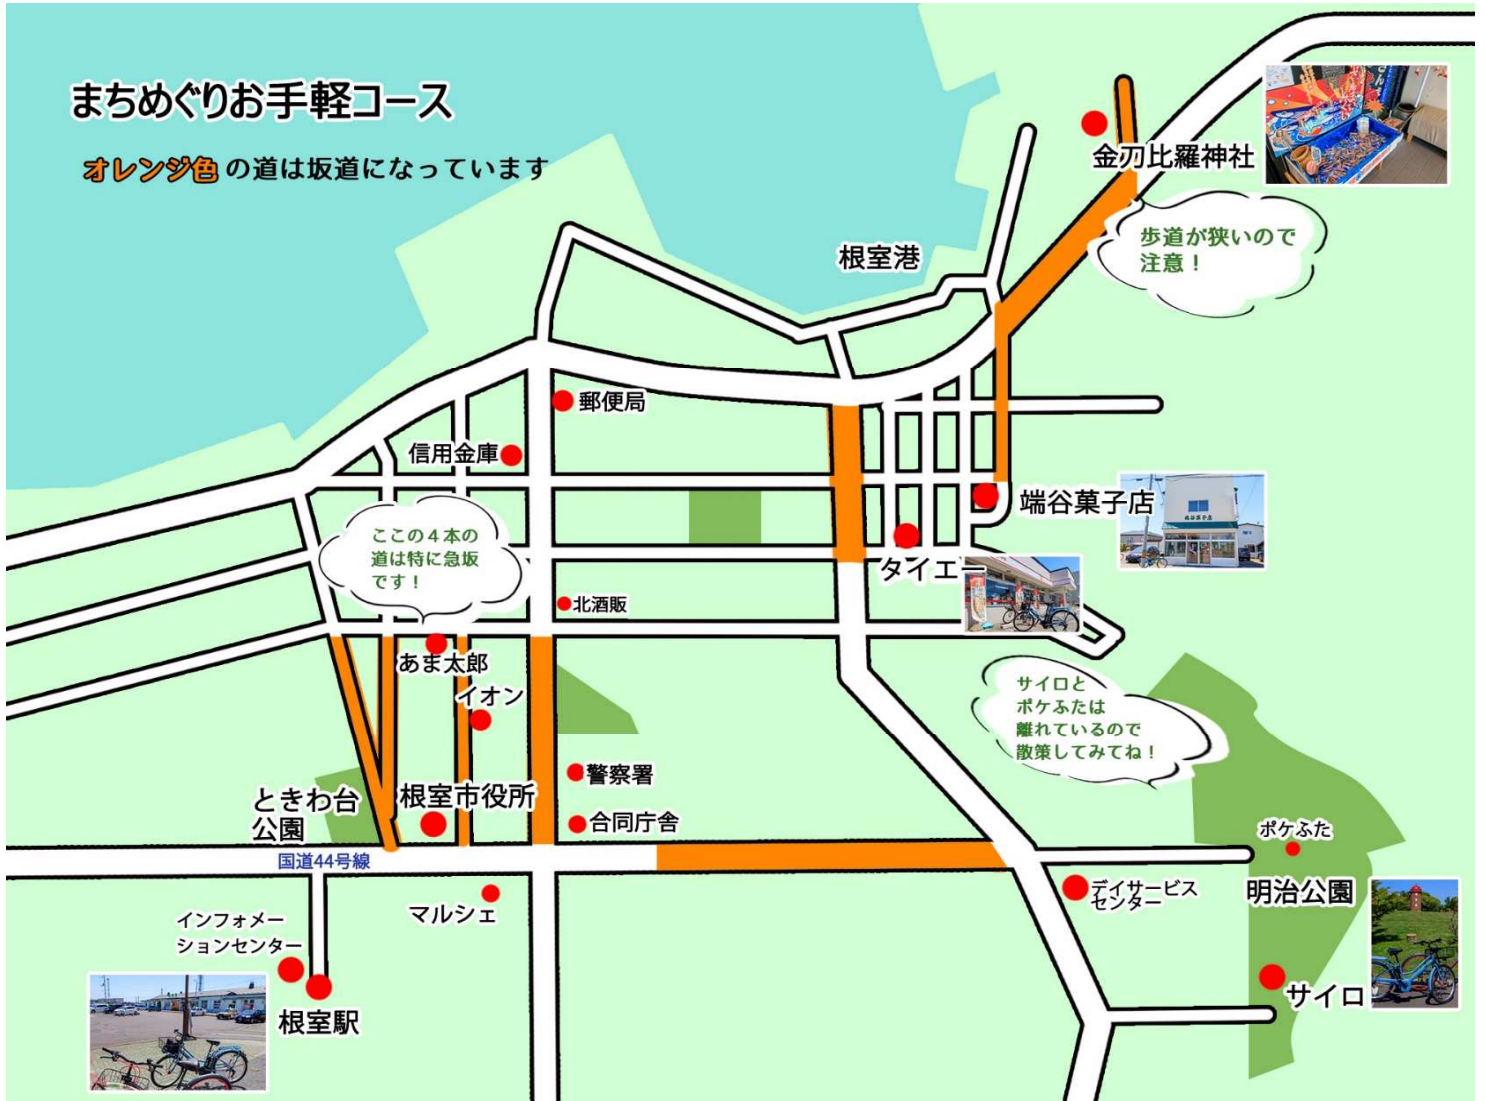 まちめぐりお手軽コース
オレンジ色の道は坂道になっています
金刀比羅神社
歩道が狭いので
注意！
根室港
郵便局
信用金庫
端谷菓子店
ここの４本の
道は特に急坂
です！
タイエー
北酒販
あま太郎
イオン
サイロと
ポケふたは
離れているので
散策してみてね！
警察署
ときわ台
公園
根室市役所
合同庁舎
ポケふた
国道44号線
デイサービス
センター
明治公園
マルシェ
インフォメー
ションセンター
サイロ
根室駅
端谷菓子店